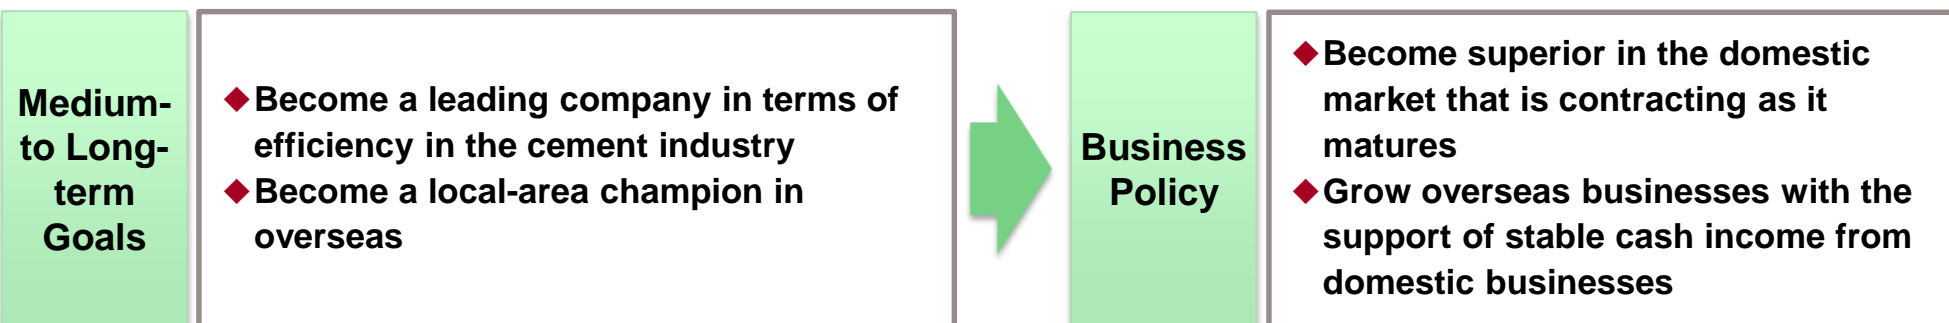 Medium-
to Long-
term
Goals
◆Become a leading company in terms of
efficiency in the cement industry
◆Become a local-area champion in
overseas
Business
Policy
◆Become superior in the domestic
market that is contracting as it
matures
◆Grow overseas businesses with the
support of stable cash income from
domestic businesses